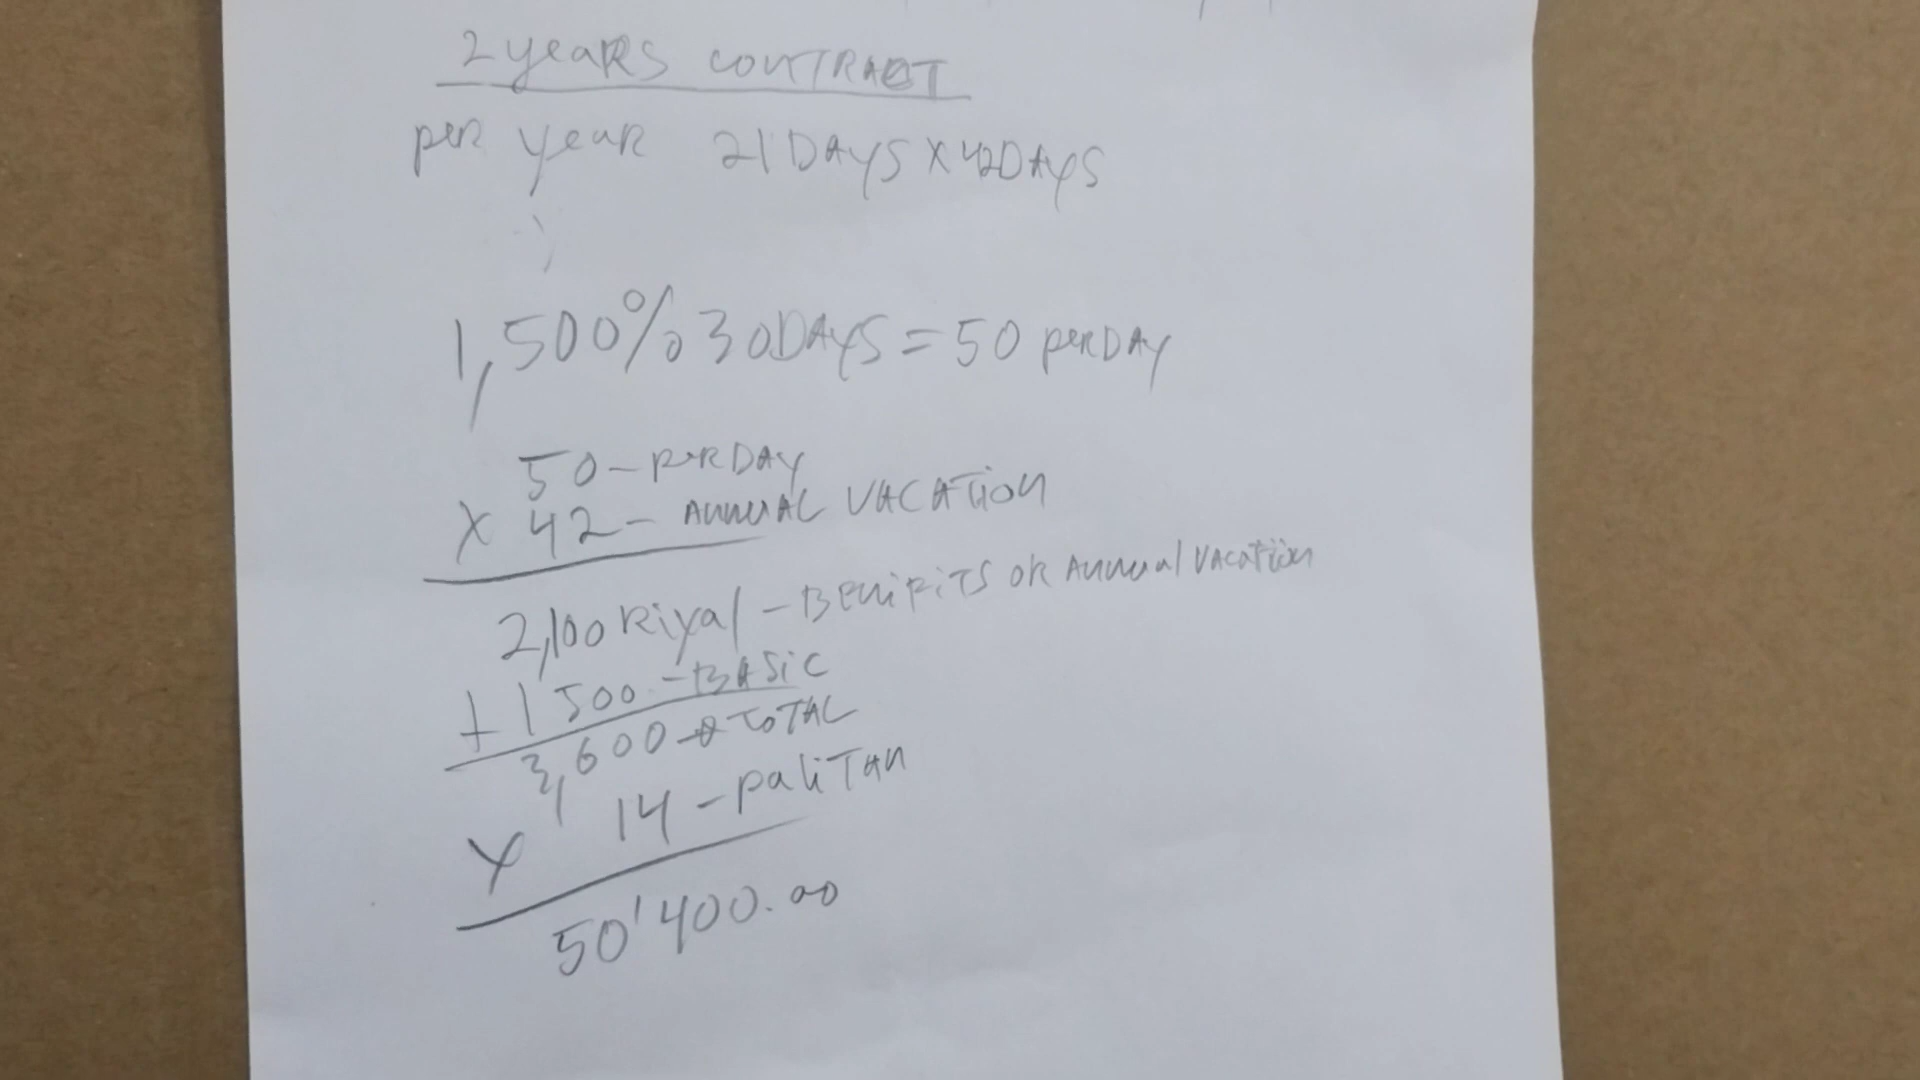 2 years CONTRACT
per year 21 DAYS X 42 DAYS
1,500 % 30 DAYS = 50 per DAY
50 - per DAY
X 42 - Annual VACATION
2,100 Riyal - Benifits or Annual Vacation
+ 1500 - BASIC
3,600 TOTAL
X 14 - paliTan
50'400.00